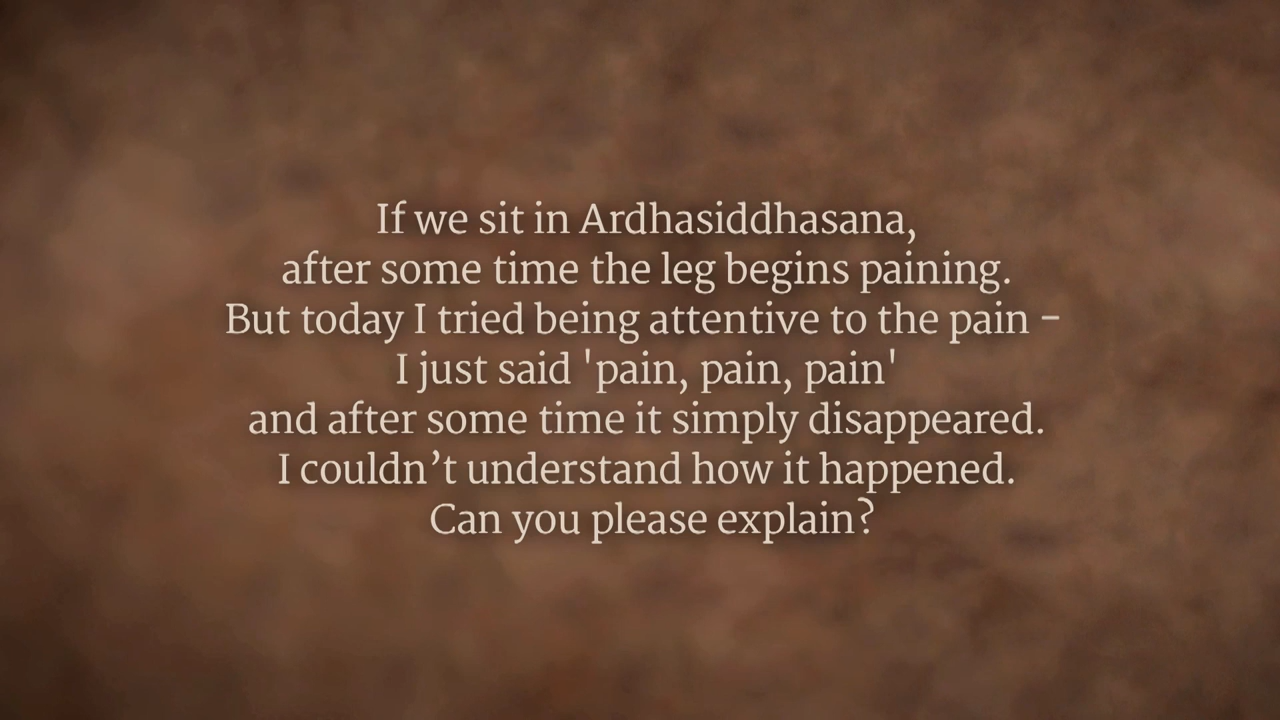 If we sit in Ardhasiddhasana,
after some time the leg begins paining.
But today I tried being attentive to the pain -
I just said 'pain, pain, pain'
and after some time it simply disappeared.
I couldn’t understand how it happened.
Can you please explain?